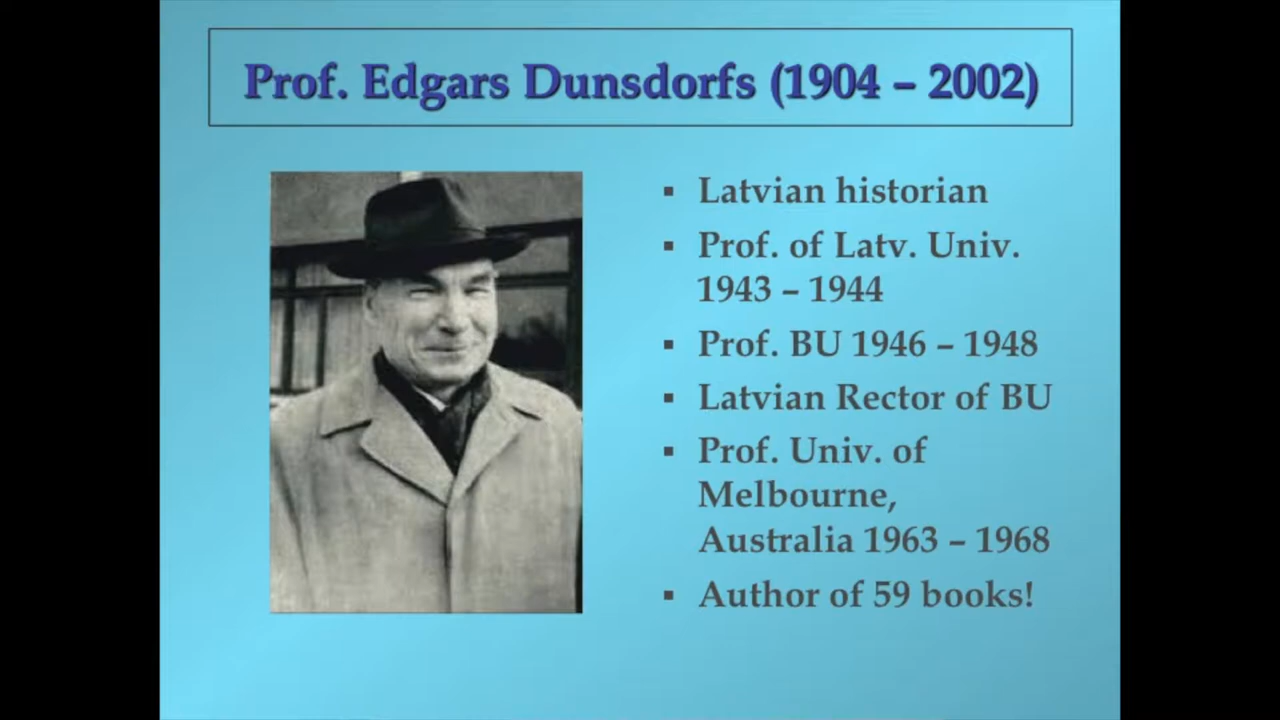 Prof. Edgars Dunsdorfs (1904 – 2002)
▪ Latvian historian
▪ Prof. of Latv. Univ.
1943 – 1944
▪ Prof. BU 1946 – 1948
▪ Latvian Rector of BU
▪ Prof. Univ. of
Melbourne,
Australia 1963 – 1968
▪ Author of 59 books!